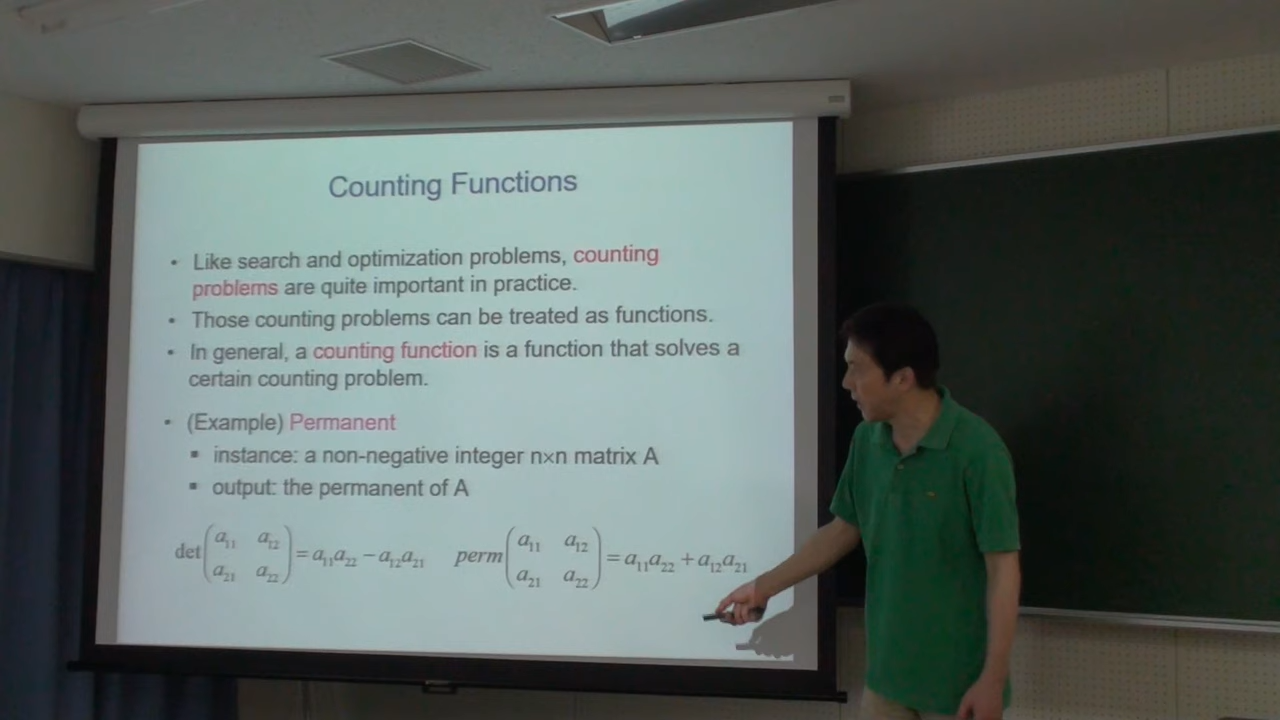 Counting Functions
• Like search and optimization problems, counting
problems are quite important in practice.
• Those counting problems can be treated as functions.
• In general, a counting function is a function that solves a
certain counting problem.
• (Example) Permanent
▪ instance: a non-negative integer n×n matrix A
▪ output: the permanent of A
det(a₁₁ a₁₂ a₂₁ a₂₂) = a₁₁a₂₂ − a₁₂a₂₁ perm(a₁₁ a₁₂ a₂₁ a₂₂) = a₁₁a₂₂ + a₁₂a₂₁